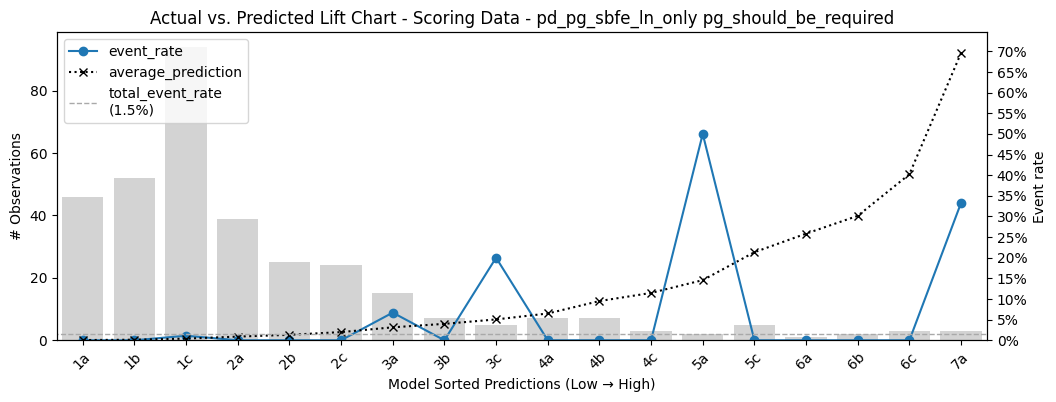 Actual vs. Predicted Lift Chart - Scoring Data - pd_pg_sbfe_ln_only pg_should_be_required
event_rate
average_prediction
total_event_rate
(1.5%)
# Observations
80
60
40
20
0
70%
65%
60%
55%
50%
45%
40%
35%
30%
25%
20%
15%
10%
5%
0%
Event rate
1a
1b
1c
2a
2b
2c
3a
3b
3c
4a
4b
4c
5a
5c
6a
6b
6c
7a
Model Sorted Predictions (Low → High)